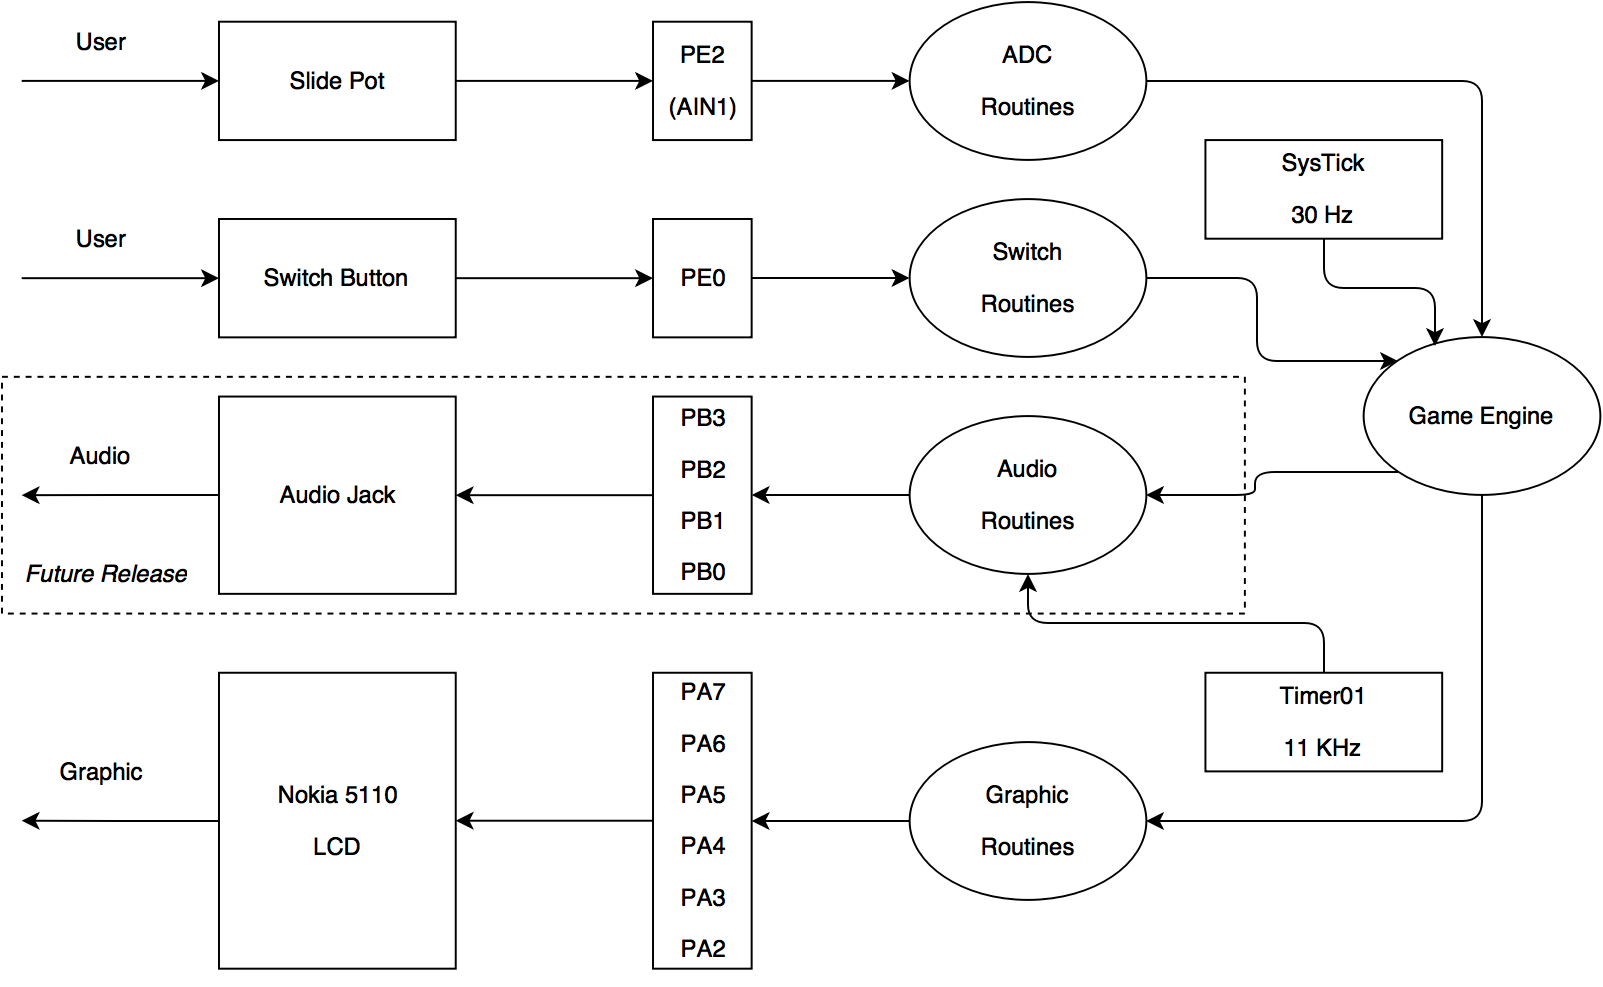 User
Slide Pot
PE2
(AIN1)
ADC
Routines
SysTick
30 Hz
User
Switch Button
PE0
Switch
Routines
Game Engine
Audio
Future Release
Audio Jack
PB3
PB2
PB1
PB0
Audio
Routines
Timer01
11 KHz
Graphic
Nokia 5110
LCD
PA7
PA6
PA5
PA4
PA3
PA2
Graphic
Routines